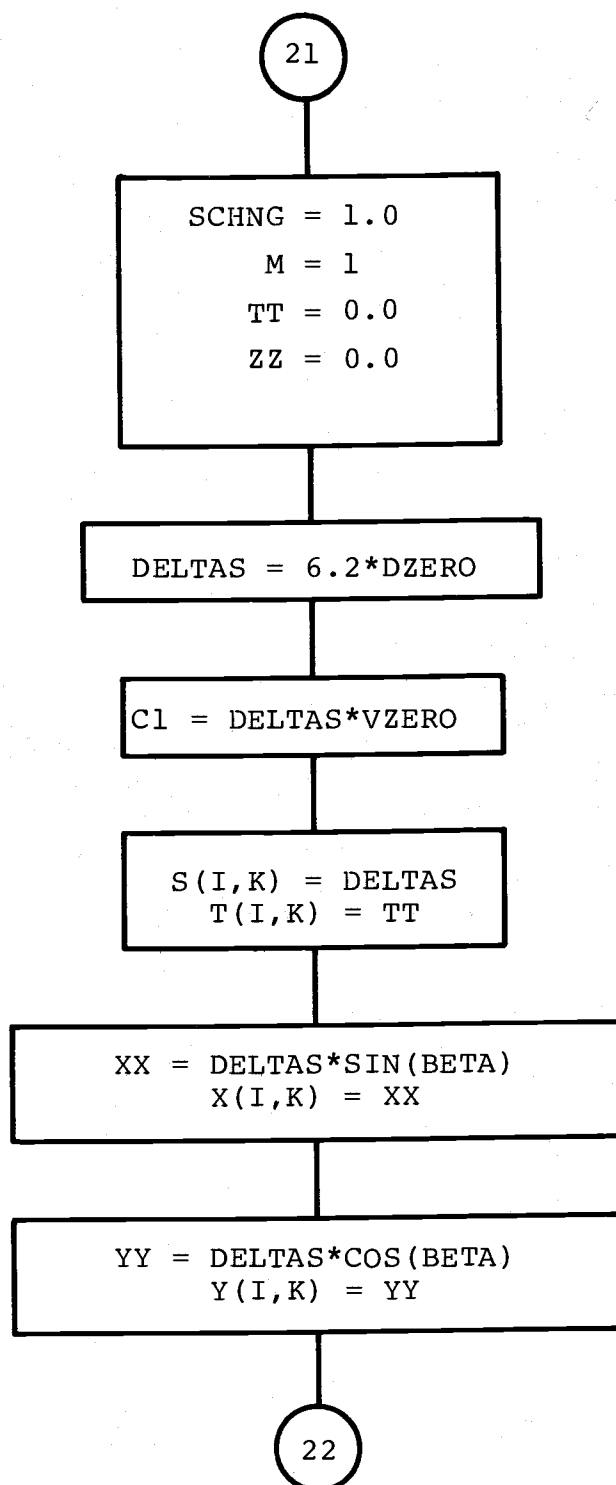 21
SCHNG = 1.0
M = 1
TT = 0.0
ZZ = 0.0
DELTAS = 6.2*DZERO
C1 = DELTAS*VZERO
S(I,K) = DELTAS
T(I,K) = TT
XX = DELTAS*SIN(BETA)
X(I,K) = XX
YY = DELTAS*COS(BETA)
Y(I,K) = YY
22